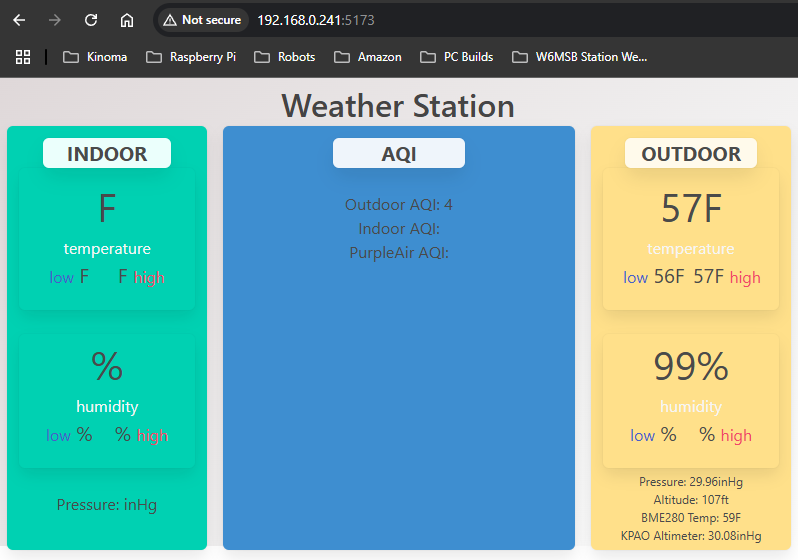 Not secure 192.168.0.241:5173
Kinoma Raspberry Pi Robots Amazon PC Builds W6MSB Station We...
Weather Station
INDOOR
F
temperature
low F F high
%
humidity
low % % high
Pressure: inHg
AQI
Outdoor AQI: 4
Indoor AQI:
PurpleAir AQI:
OUTDOOR
57F
temperature
low 56F 57F high
99%
humidity
low % % high
Pressure: 29.96inHg
Altitude: 107ft
BME280 Temp: 59F
KPAO Altimeter: 30.08inHg